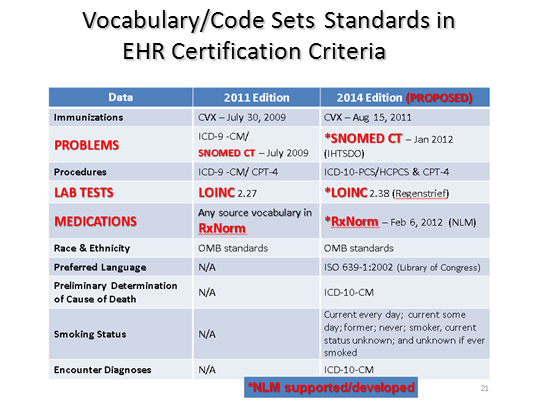 Vocabulary/Code Sets Standards in
EHR Certification Criteria
Data 2011 Edition 2014 Edition (PROPOSED)
Immunizations CVX – July 30, 2009 CVX – Aug 15, 2011
PROBLEMS ICD-9 -CM/ *SNOMED CT – Jan 2012
SNOMED CT – July 2009 (IHTSDO)
Procedures ICD-9 -CM/ CPT-4 ICD-10-PCS/HCPCS & CPT-4
LAB TESTS LOINC 2.27 *LOINC 2.38 (Regenstrief)
MEDICATIONS Any source vocabulary in *RxNorm – Feb 6, 2012 (NLM)
RxNorm
Race & Ethnicity OMB standards OMB standards
Preferred Language N/A ISO 639-1:2002 (Library of Congress)
Preliminary Determination N/A ICD-10-CM
of Cause of Death
Smoking Status N/A Current every day; current some
day; former; never; smoker, current
status unknown; and unknown if ever
smoked
Encounter Diagnoses N/A ICD-10-CM
*NLM supported/developed
21